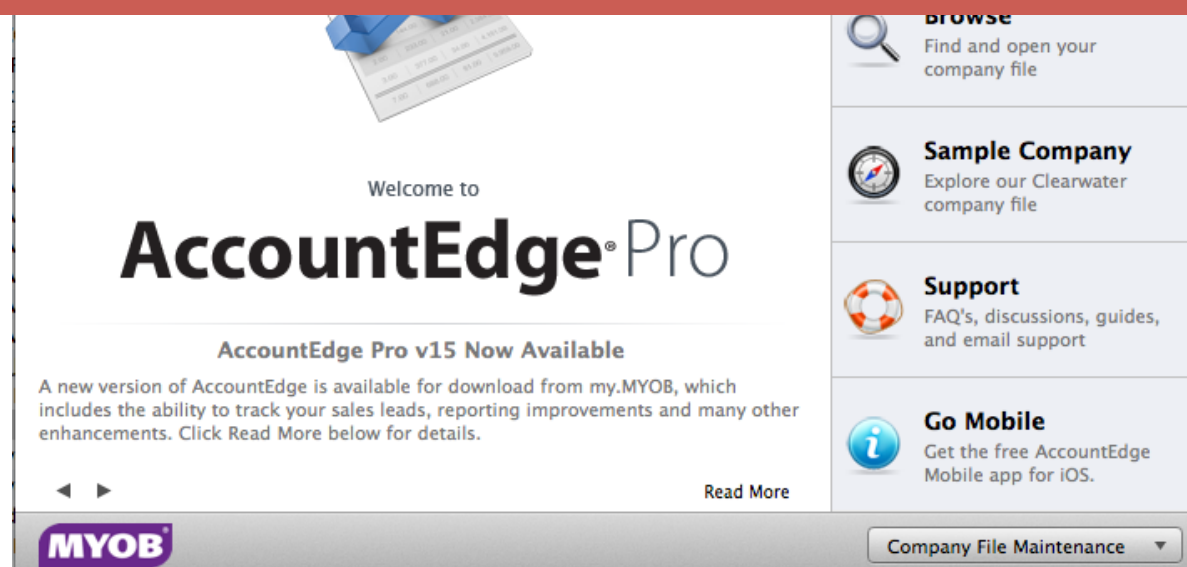 Browse
Find and open your
company file
Welcome to
AccountEdge® Pro
Sample Company
Explore our Clearwater
company file
Support
FAQ's, discussions, guides,
and email support
AccountEdge Pro v15 Now Available
A new version of AccountEdge is available for download from my.MYOB, which
includes the ability to track your sales leads, reporting improvements and many other
enhancements. Click Read More below for details.
Go Mobile
Get the free AccountEdge
Mobile app for iOS.
Read More
MYOB
Company File Maintenance